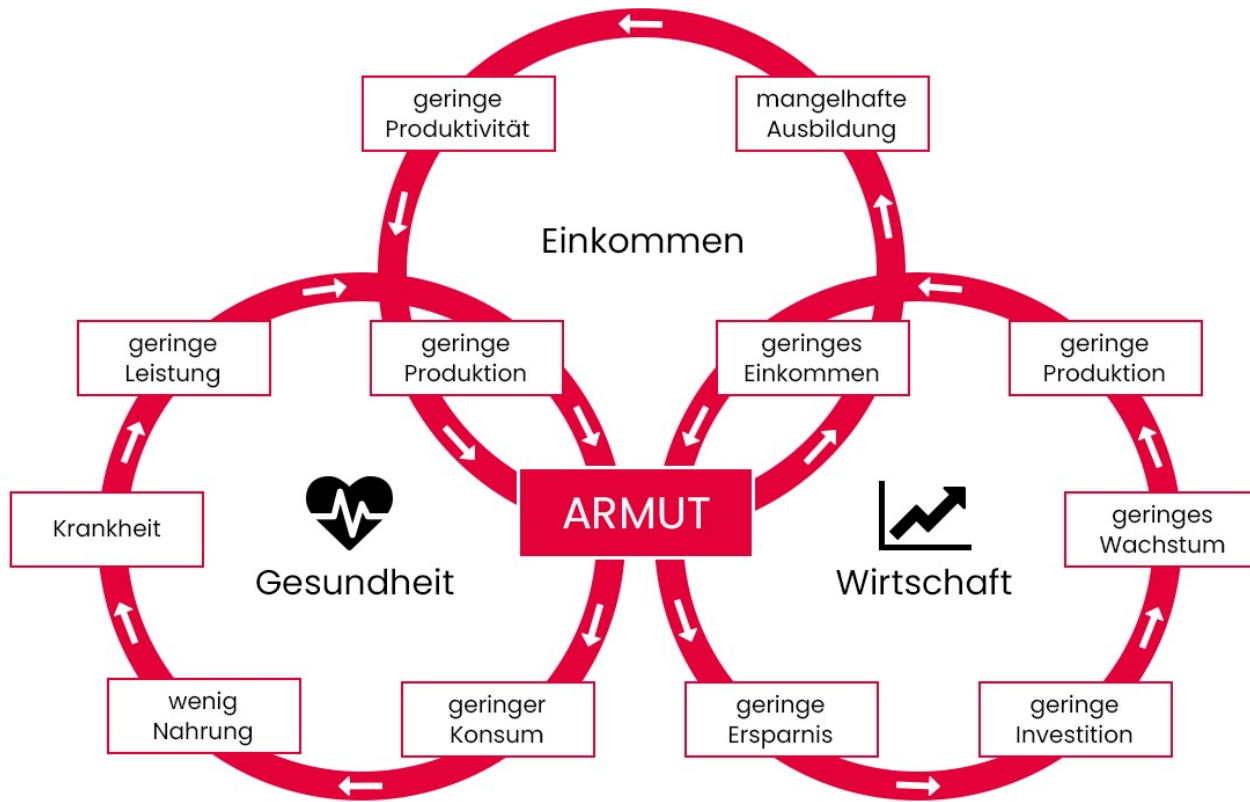 geringe
Produktivität
mangelhafte
Ausbildung
Einkommen
geringe
Leistung
geringe
Produktion
geringes
Einkommen
geringe
Produktion
Krankheit
ARMUT
geringes
Wachstum
Gesundheit
Wirtschaft
wenig
Nahrung
geringer
Konsum
geringe
Ersparnis
geringe
Investition